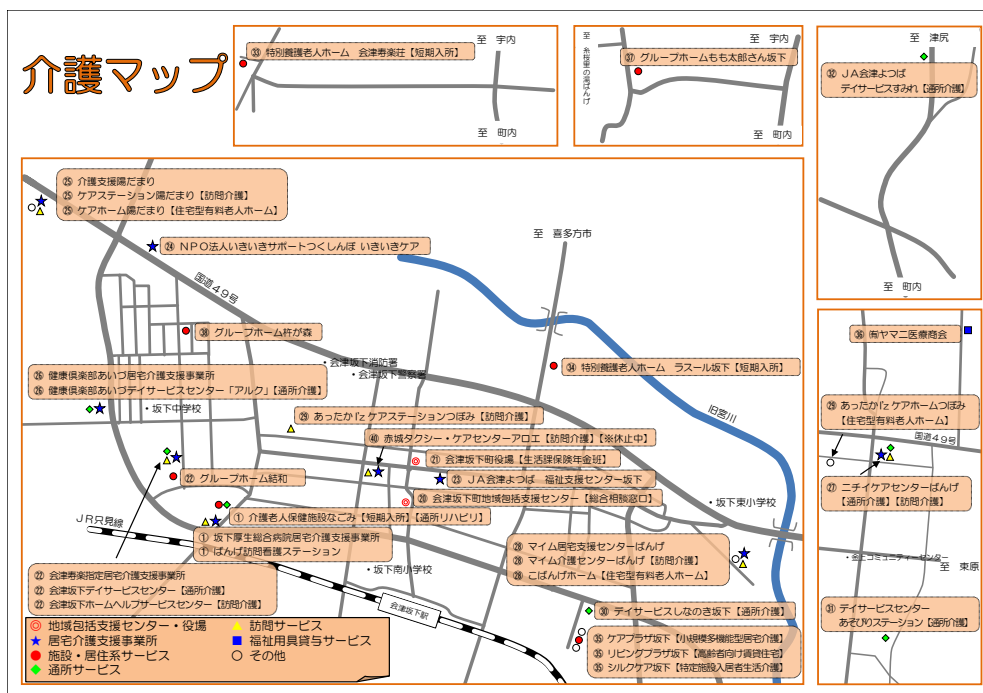 介護マップ
至 宇内
㉝ 特別養護老人ホーム 会津寿楽荘【短期入所】
至 町内
至 糸桜里の湯ばんげ
至 宇内
㊲ グループホームもも太郎さん坂下
至 町内
至 津尻
㉜ JA会津よつば
デイサービスすみれ【通所介護】
至 町内
㉕ 介護支援陽だまり
㉕ ケアステーション陽だまり【訪問介護】
㉕ ケアホーム陽だまり【住宅型有料老人ホーム】
㉔ NPO法人いきいきサポートつくしんぼ いきいきケア
至 喜多方市
国道49号
㊳ グループホーム杵が森
・会津坂下消防署
・会津坂下警察署
㉞ 特別養護老人ホーム ラスール坂下【短期入所】
㉖ 健康倶楽部あいづ居宅介護支援事業所
㉖ 健康倶楽部あいづデイサービスセンター「アルク」【通所介護】
・坂下中学校
旧宮川
㉙ あったかI'z ケアステーションつぼみ【訪問介護】
㊵ 赤城タクシー・ケアセンターアロエ【訪問介護】【※休止中】
㉑ 会津坂下町役場【生活課保険年金班】
㉒ グループホーム結和
㉓ JA会津よつば 福祉支援センター坂下
⑳ 会津坂下町地域包括支援センター【総合相談窓口】
・坂下東小学校
① 介護老人保健施設なごみ【短期入所】【通所リハビリ】
JR只見線
① 坂下厚生総合病院居宅介護支援事業所
① ばんげ訪問看護ステーション
㉘ マイム居宅支援センターばんげ
㉘ マイム介護センターばんげ【訪問介護】
㉘ こばんげホーム【住宅型有料老人ホーム】
・坂下南小学校
㉒ 会津寿楽指定居宅介護支援事業所
㉒ 会津坂下デイサービスセンター【通所介護】
㉒ 会津坂下ホームヘルプサービスセンター【訪問介護】
会津坂下駅
㉚ デイサービスしなのき坂下【通所介護】
㉟ ケアプラザ坂下【小規模多機能型居宅介護】
㉟ リビングプラザ坂下【高齢者向け賃貸住宅】
㉟ シルクケア坂下【特定施設入居者生活介護】
地域包括支援センター・役場
訪問サービス
居宅介護支援事業所
福祉用具貸与サービス
施設・居住系サービス
その他
通所サービス
㊱ ㈲ヤマニ医療商会
㉙ あったかI'z ケアホームつぼみ
【住宅型有料老人ホーム】
国道49号
㉗ ニチイケアセンターばんげ
【通所介護】【訪問介護】
・金上コミュニティーセンター
至 東原
㉛ デイサービスセンター
あそびりステーション【通所介護】